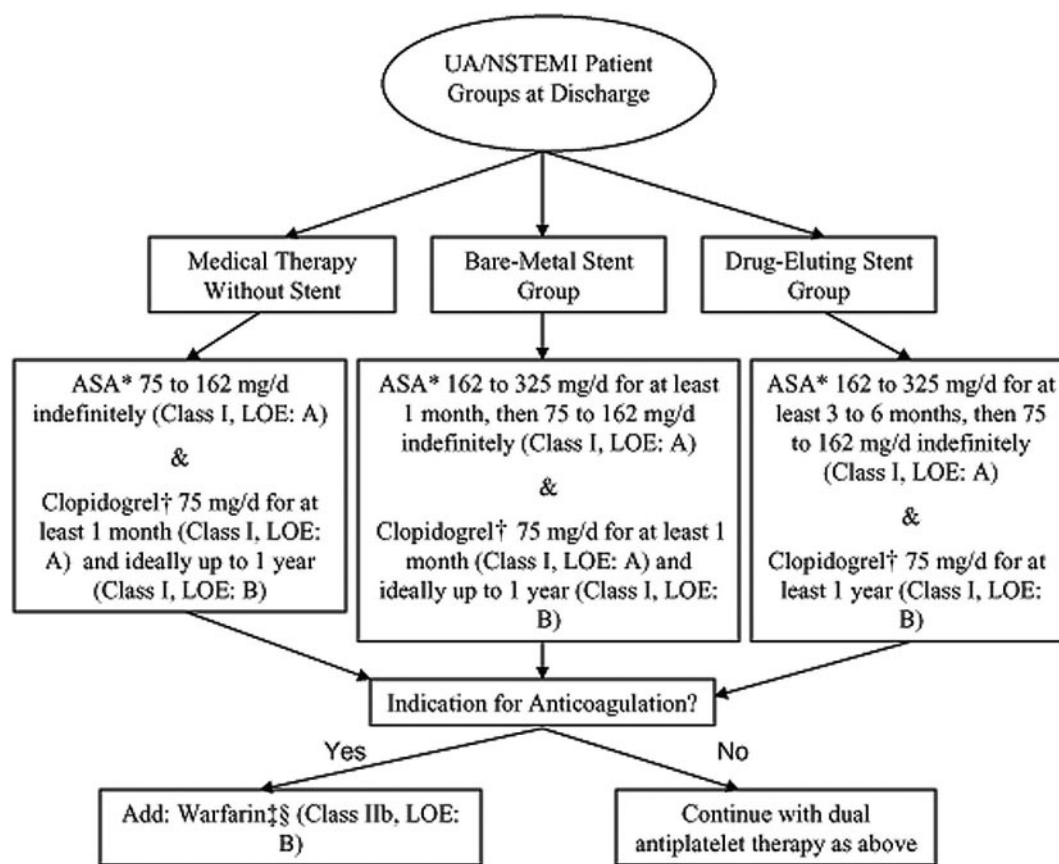 UA/NSTEMI Patient
Groups at Discharge
Medical Therapy
Without Stent
Bare-Metal Stent
Group
Drug-Eluting Stent
Group
ASA* 75 to 162 mg/d
indefinitely (Class I, LOE: A)
&
Clopidogrel† 75 mg/d for at
least 1 month (Class I, LOE:
A) and ideally up to 1 year
(Class I, LOE: B)
ASA* 162 to 325 mg/d for at least
1 month, then 75 to 162 mg/d
indefinitely (Class I, LOE: A)
&
Clopidogrel† 75 mg/d for at least 1
month (Class I, LOE: A) and
ideally up to 1 year (Class I, LOE:
B)
ASA* 162 to 325 mg/d for at
least 3 to 6 months, then 75
to 162 mg/d indefinitely
(Class I, LOE: A)
&
Clopidogrel† 75 mg/d for at
least 1 year (Class I, LOE:
B)
Indication for Anticoagulation?
Yes
No
Add: Warfarin‡§ (Class IIb, LOE:
B)
Continue with dual
antiplatelet therapy as above